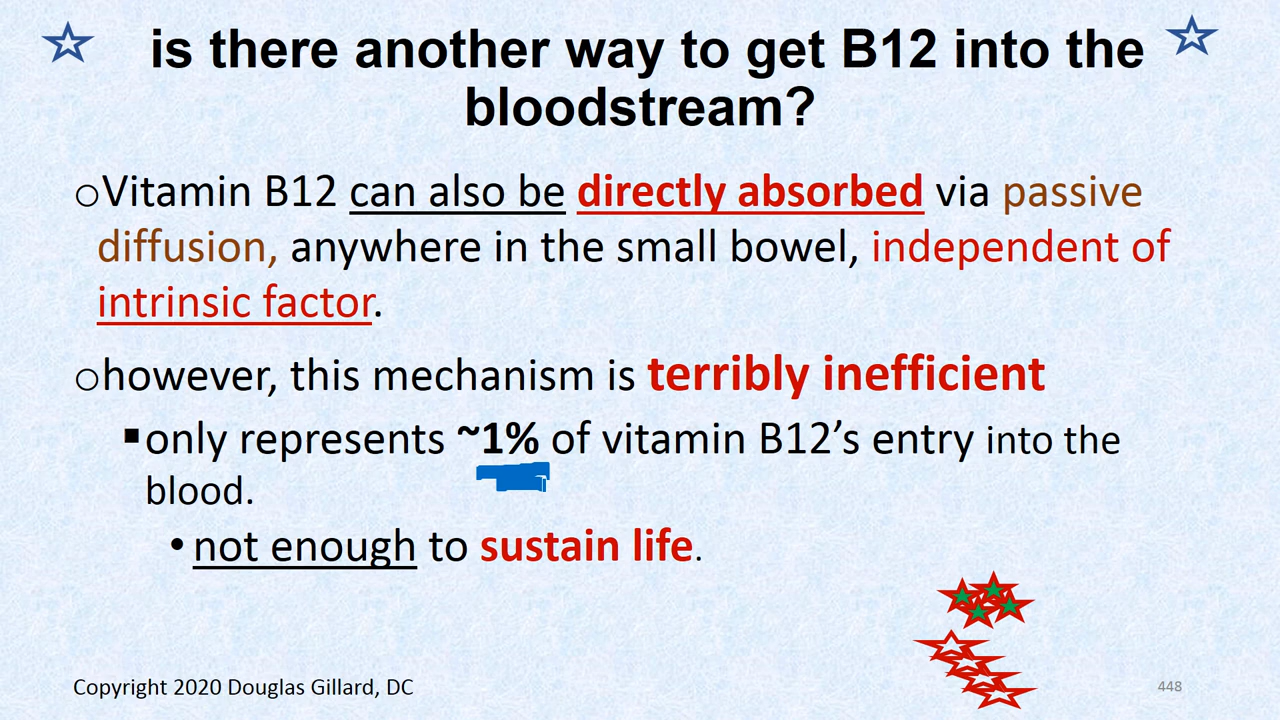 is there another way to get B12 into the
bloodstream?
oVitamin B12 can also be directly absorbed via passive
diffusion, anywhere in the small bowel, independent of
intrinsic factor.
ohowever, this mechanism is terribly inefficient
▪only represents ~1% of vitamin B12’s entry into the
blood.
•not enough to sustain life.
Copyright 2020 Douglas Gillard, DC
448